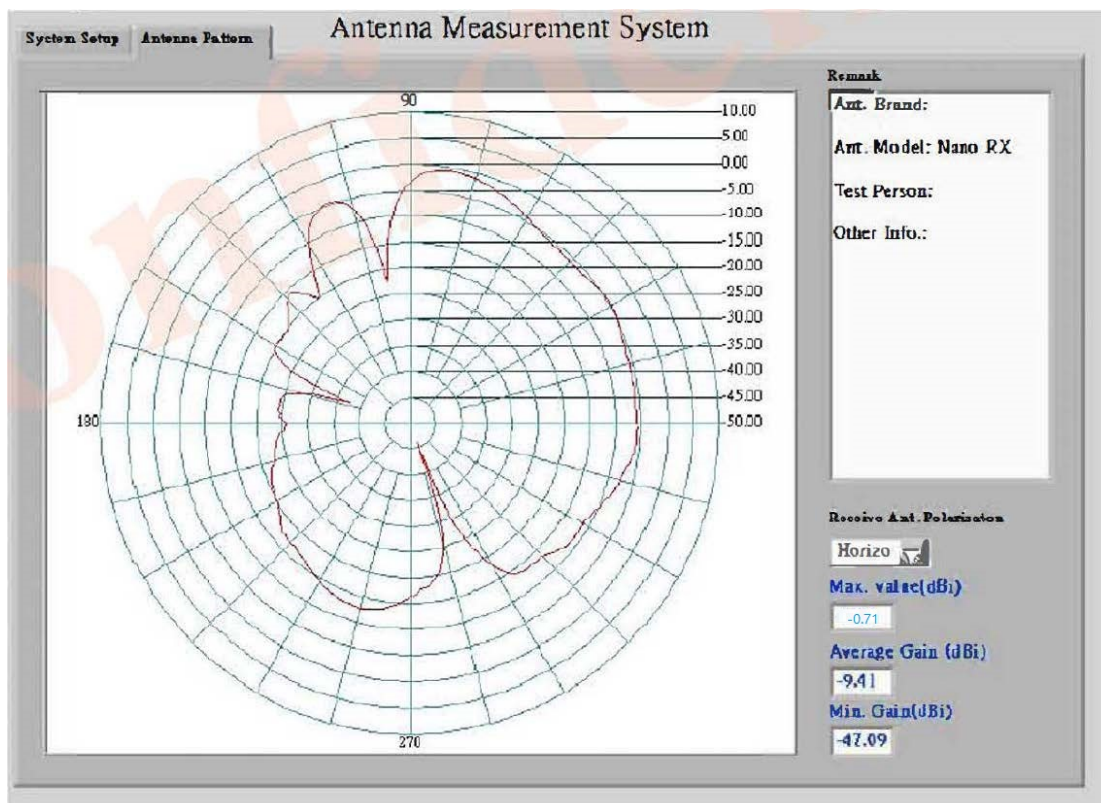 Antenna Measurement System
System Setup
Antenna Pattern
90
10.00
5.00
0.00
-5.00
-10.00
-15.00
-20.00
-25.00
-30.00
-35.00
-40.00
-45.00
-50.00
180
270
Remark
Ant. Brand:
Ant. Model: Nano RX
Test Person:
Other Info.:
Receive Ant. Polarization
Horizo
Max. value(dBi)
-0.71
Average Gain (dBi)
-9.41
Min. Gain(dBi)
-47.09
onfiden